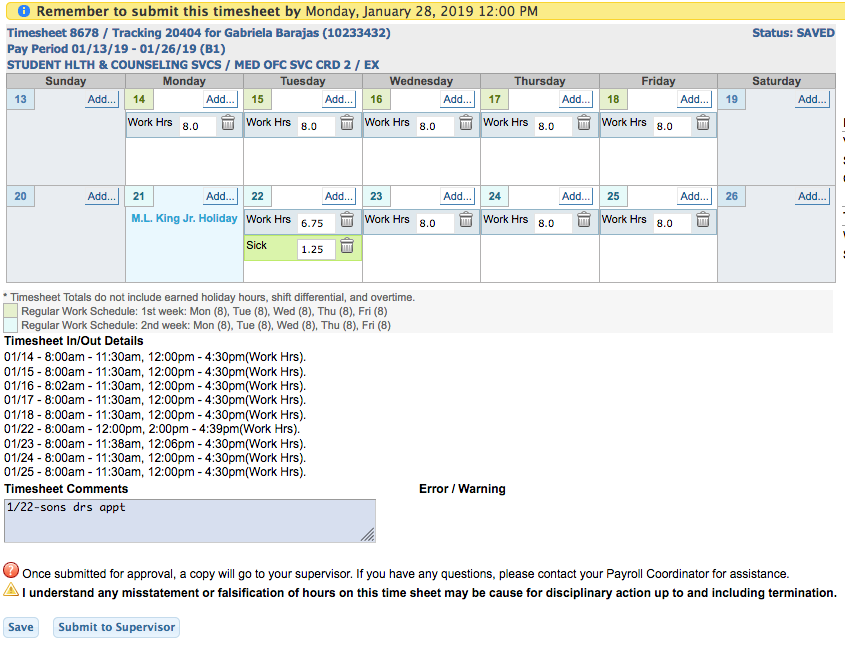 Remember to submit this timesheet by Monday, January 28, 2019 12:00 PM
Timesheet 8678 / Tracking 20404 for Gabriela Barajas (10233432) Status: SAVED
Pay Period 01/13/19 - 01/26/19 (B1)
STUDENT HLTH & COUNSELING SVCS / MED OFC SVC CRD 2 / EX
Sunday Monday Tuesday Wednesday Thursday Friday Saturday
13 Add... 14 Add... 15 Add... 16 Add... 17 Add... 18 Add... 19 Add...
Work Hrs 8.0 Work Hrs 8.0 Work Hrs 8.0 Work Hrs 8.0 Work Hrs 8.0
20 Add... 21 Add... 22 Add... 23 Add... 24 Add... 25 Add... 26 Add...
M.L. King Jr. Holiday Work Hrs 6.75 Work Hrs 8.0 Work Hrs 8.0 Work Hrs 8.0
Sick 1.25
* Timesheet Totals do not include earned holiday hours, shift differential, and overtime.
Regular Work Schedule: 1st week: Mon (8), Tue (8), Wed (8), Thu (8), Fri (8)
Regular Work Schedule: 2nd week: Mon (8), Tue (8), Wed (8), Thu (8), Fri (8)
Timesheet In/Out Details
01/14 - 8:00am - 11:30am, 12:00pm - 4:30pm(Work Hrs).
01/15 - 8:00am - 11:30am, 12:00pm - 4:30pm(Work Hrs).
01/16 - 8:02am - 11:30am, 12:00pm - 4:30pm(Work Hrs).
01/17 - 8:00am - 11:30am, 12:00pm - 4:30pm(Work Hrs).
01/18 - 8:00am - 11:30am, 12:00pm - 4:30pm(Work Hrs).
01/22 - 8:00am - 12:00pm, 2:00pm - 4:39pm(Work Hrs).
01/23 - 8:00am - 11:38am, 12:06pm - 4:30pm(Work Hrs).
01/24 - 8:00am - 11:30am, 12:00pm - 4:30pm(Work Hrs).
01/25 - 8:00am - 11:30am, 12:00pm - 4:30pm(Work Hrs).
Timesheet Comments Error / Warning
1/22-sons drs appt
Once submitted for approval, a copy will go to your supervisor. If you have any questions, please contact your Payroll Coordinator for assistance.
I understand any misstatement or falsification of hours on this time sheet may be cause for disciplinary action up to and including termination.
Save Submit to Supervisor